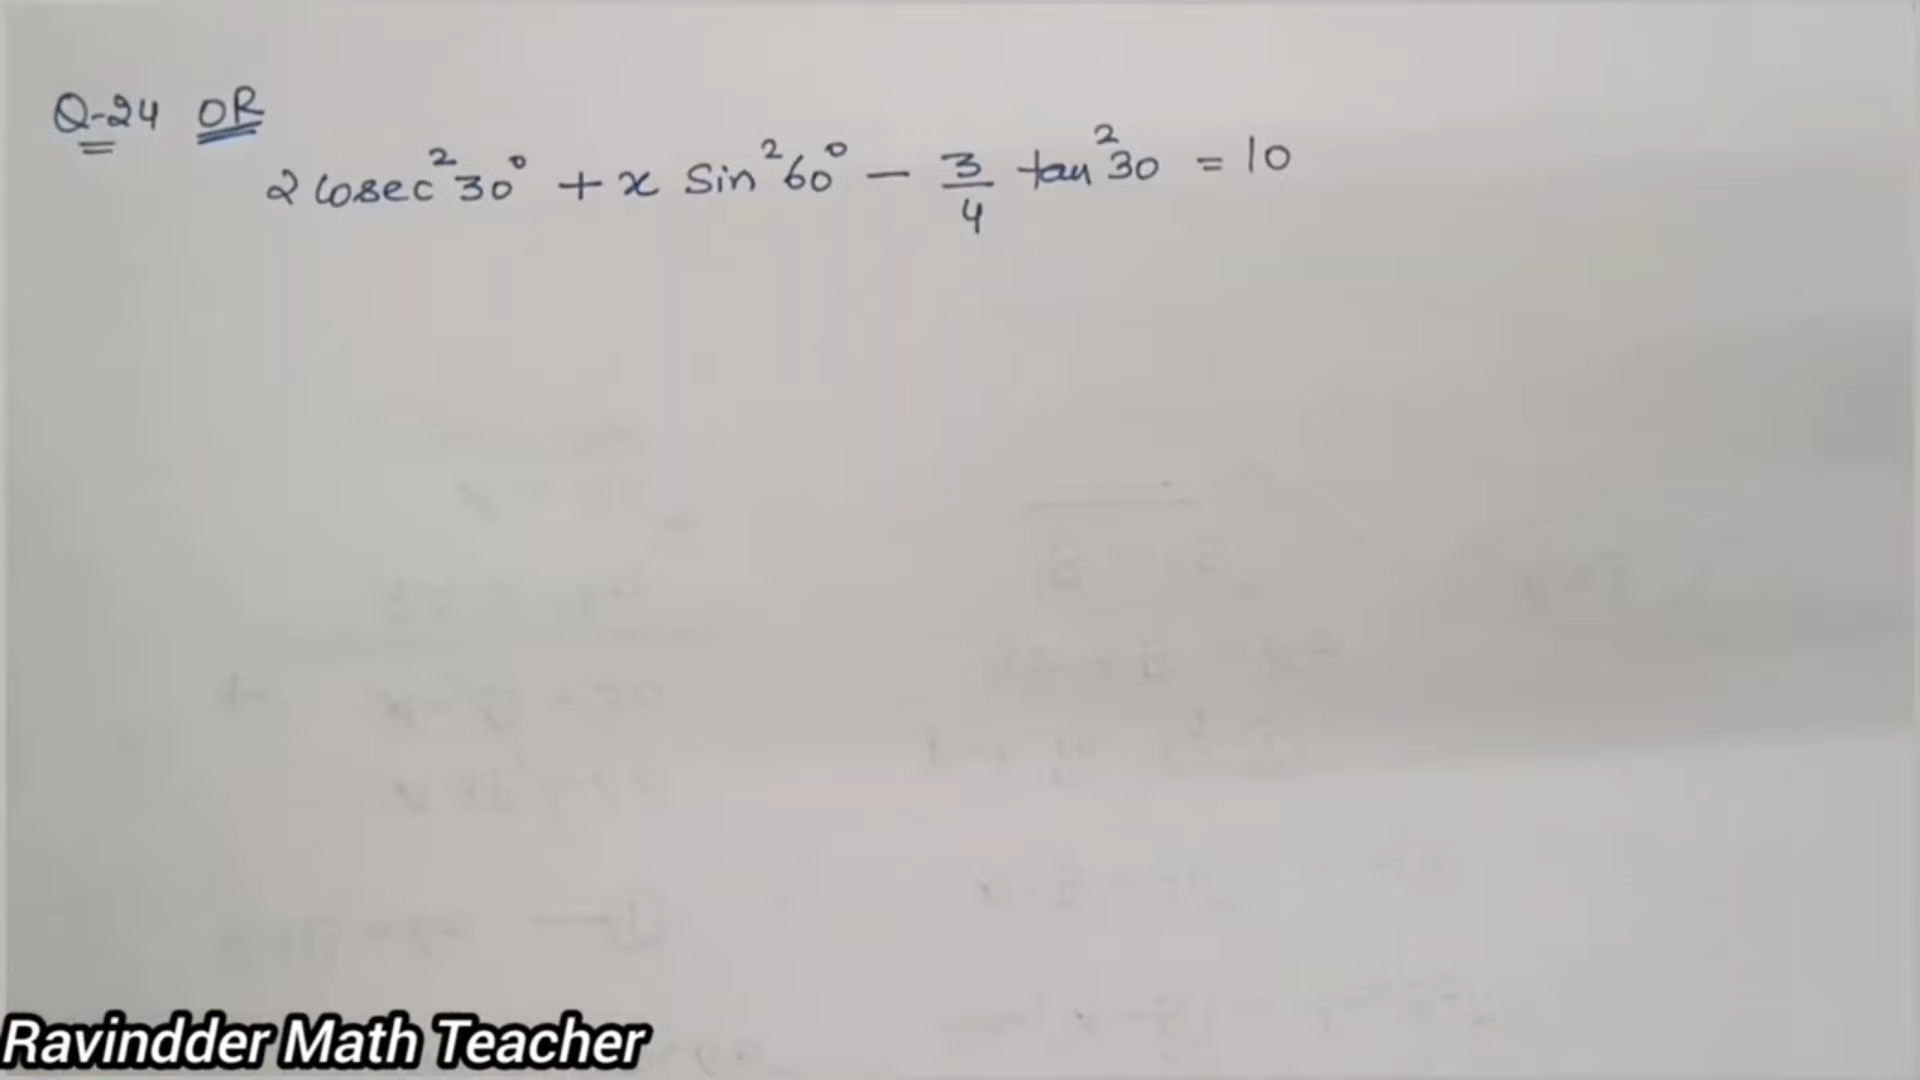 Q-24 OR
2 cosec²30° + x Sin²60° - 3/4 tan²30 = 10
Ravindder Math Teacher